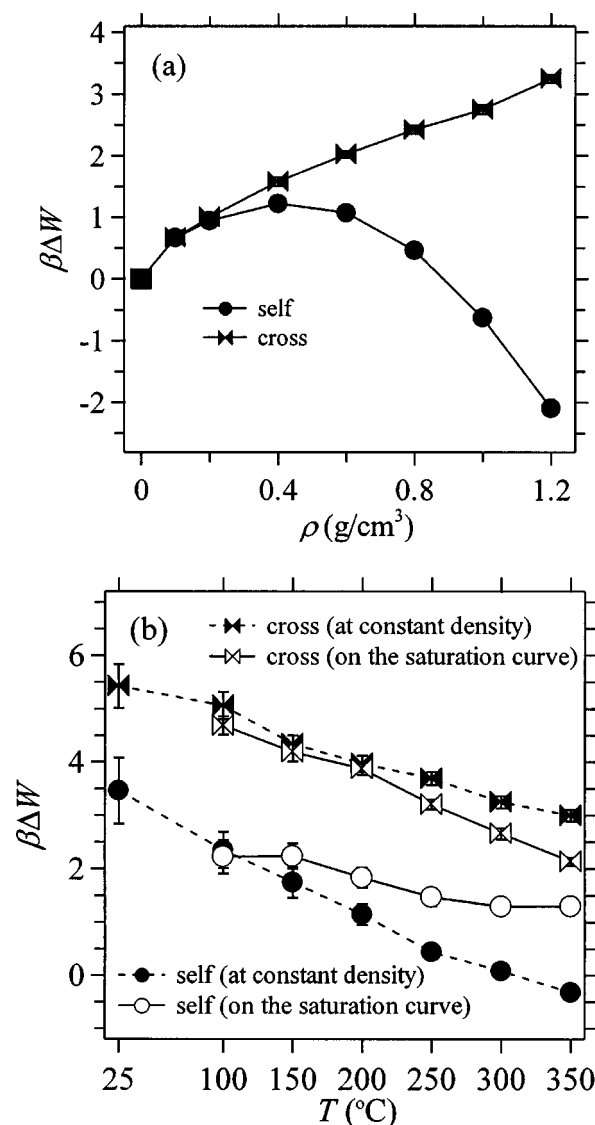 (a)
4
3
2
1
0
-1
-2
βΔW
self
cross
0 0.4 0.8 1.2
ρ (g/cm³)
(b)
cross (at constant density)
cross (on the saturation curve)
6
4
2
0
βΔW
self (at constant density)
self (on the saturation curve)
25 100 150 200 250 300 350
T (°C)